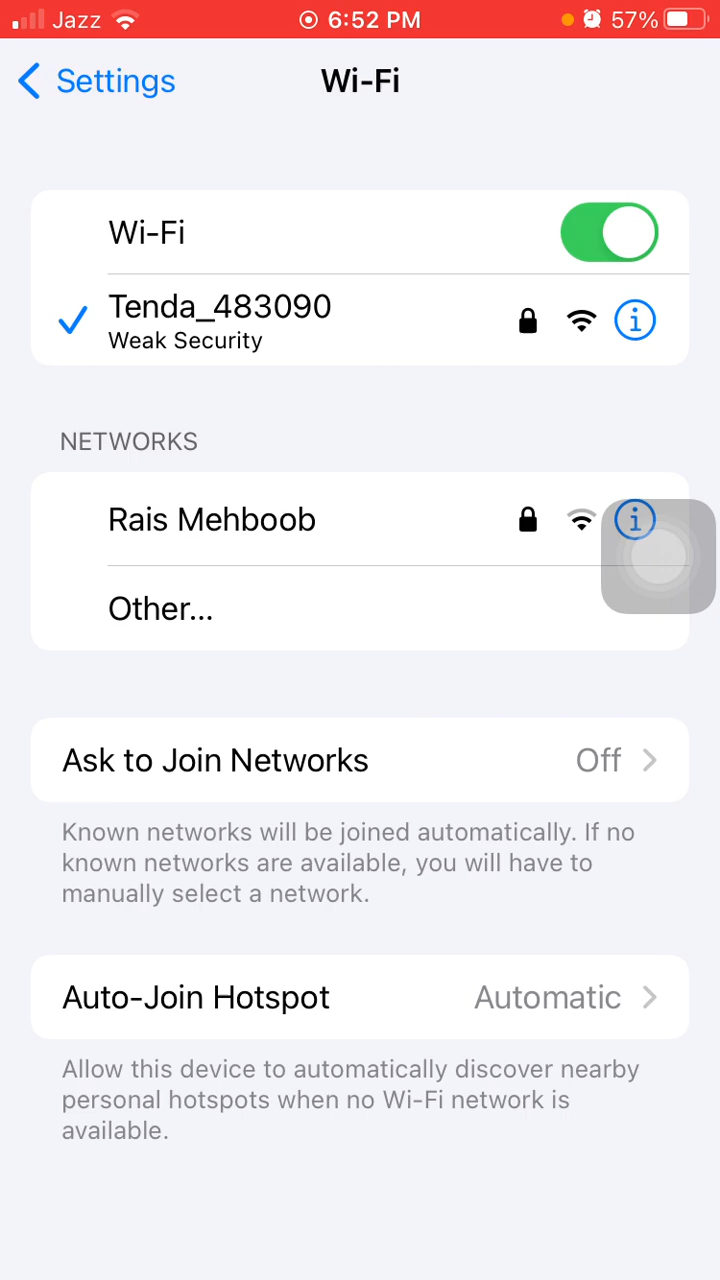 Jazz 6:52 PM 57%
Settings Wi-Fi
Wi-Fi
Tenda_483090
Weak Security
NETWORKS
Rais Mehboob
Other...
Ask to Join Networks Off
Known networks will be joined automatically. If no
known networks are available, you will have to
manually select a network.
Auto-Join Hotspot Automatic
Allow this device to automatically discover nearby
personal hotspots when no Wi-Fi network is
available.